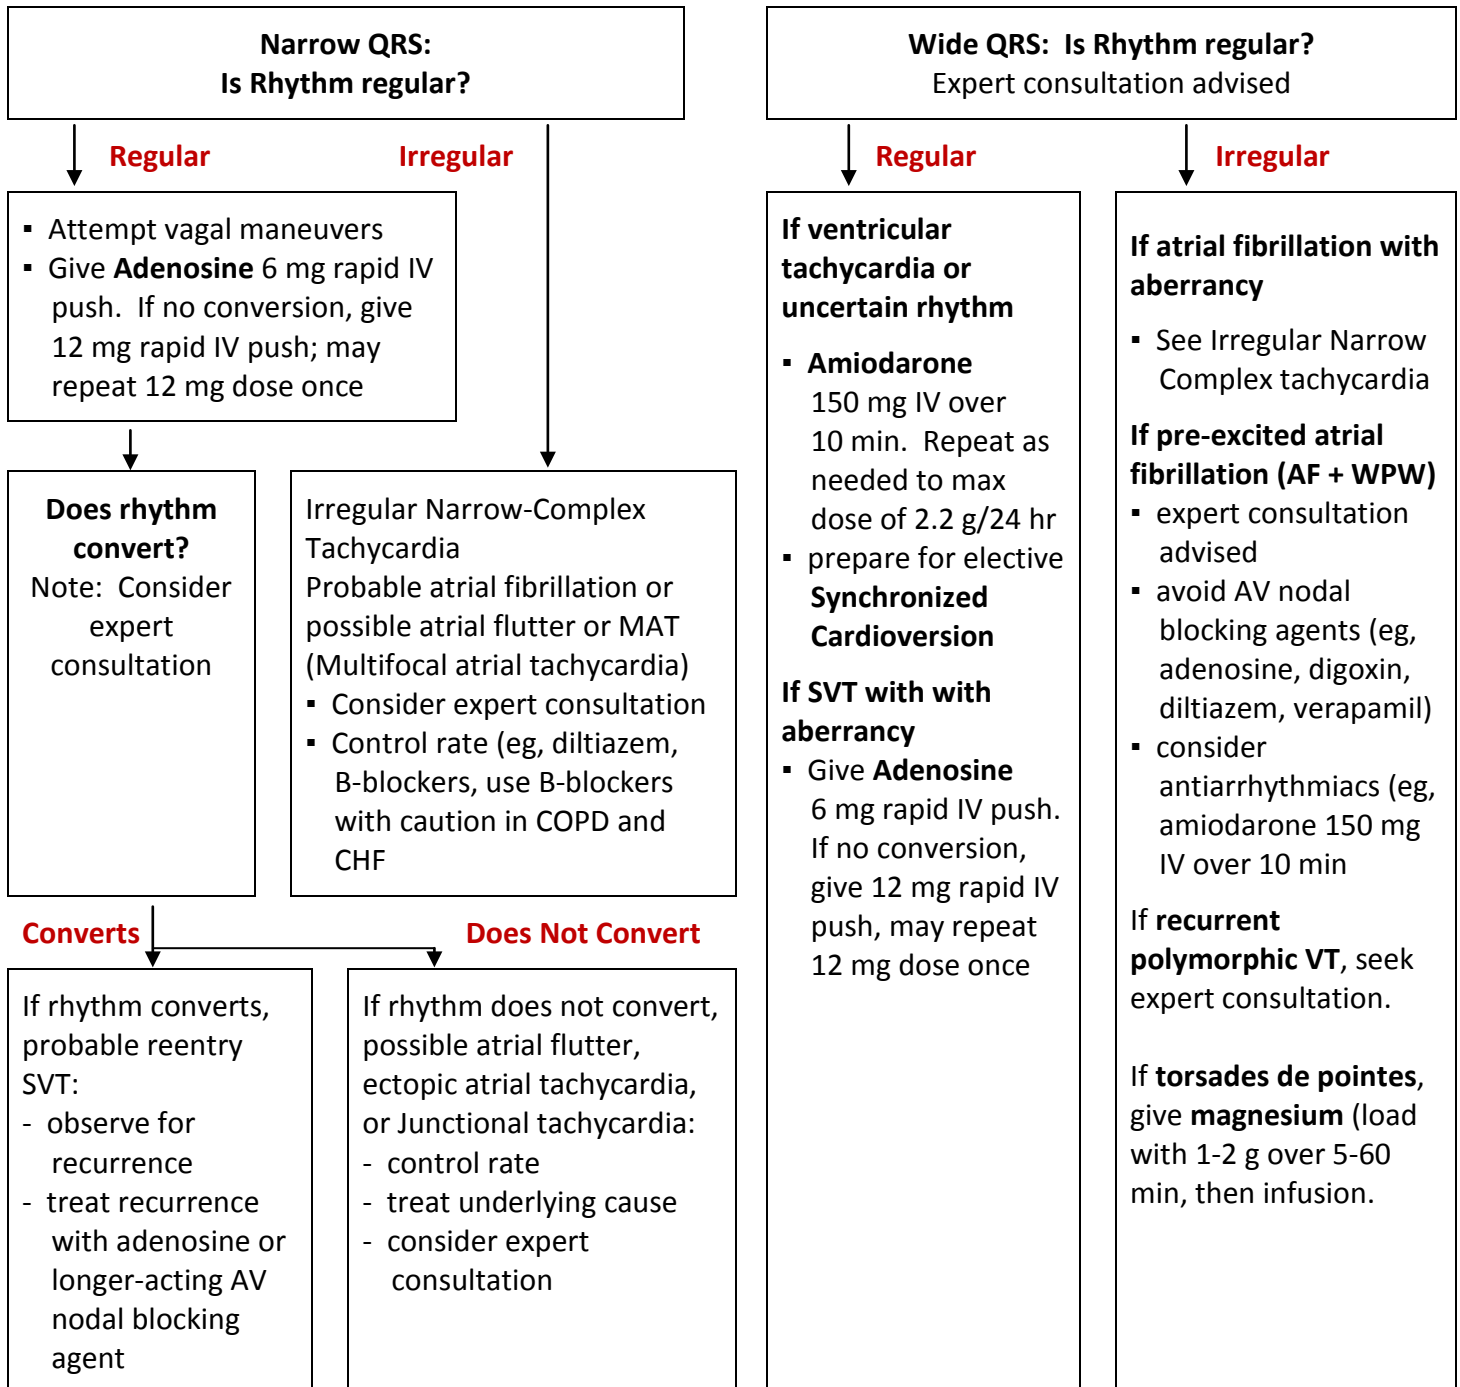 Narrow QRS:
Is Rhythm regular?
Regular
Irregular
▪ Attempt vagal maneuvers
▪ Give Adenosine 6 mg rapid IV
push.  If no conversion, give
12 mg rapid IV push; may
repeat 12 mg dose once
Does rhythm
convert?
Note:  Consider
expert
consultation
Irregular Narrow-Complex
Tachycardia
Probable atrial fibrillation or
possible atrial flutter or MAT
(Multifocal atrial tachycardia)
▪ Consider expert consultation
▪ Control rate (eg, diltiazem,
B-blockers, use B-blockers
with caution in COPD and
CHF
Converts
Does Not Convert
If rhythm converts,
probable reentry
SVT:
- observe for
recurrence
- treat recurrence
with adenosine or
longer-acting AV
nodal blocking
agent
If rhythm does not convert,
possible atrial flutter,
ectopic atrial tachycardia,
or Junctional tachycardia:
- control rate
- treat underlying cause
- consider expert
consultation
Wide QRS:  Is Rhythm regular?
Expert consultation advised
Regular
Irregular
If ventricular
tachycardia or
uncertain rhythm
▪ Amiodarone
150 mg IV over
10 min.  Repeat as
needed to max
dose of 2.2 g/24 hr
▪ prepare for elective
Synchronized
Cardioversion
If SVT with with
aberrancy
▪ Give Adenosine
6 mg rapid IV push.
If no conversion,
give 12 mg rapid IV
push, may repeat
12 mg dose once
If atrial fibrillation with
aberrancy
▪ See Irregular Narrow
Complex tachycardia
If pre-excited atrial
fibrillation (AF + WPW)
▪ expert consultation
advised
▪ avoid AV nodal
blocking agents (eg,
adenosine, digoxin,
diltiazem, verapamil)
▪ consider
antiarrhythmiacs (eg,
amiodarone 150 mg
IV over 10 min
If recurrent
polymorphic VT, seek
expert consultation.
If torsades de pointes,
give magnesium (load
with 1-2 g over 5-60
min, then infusion.